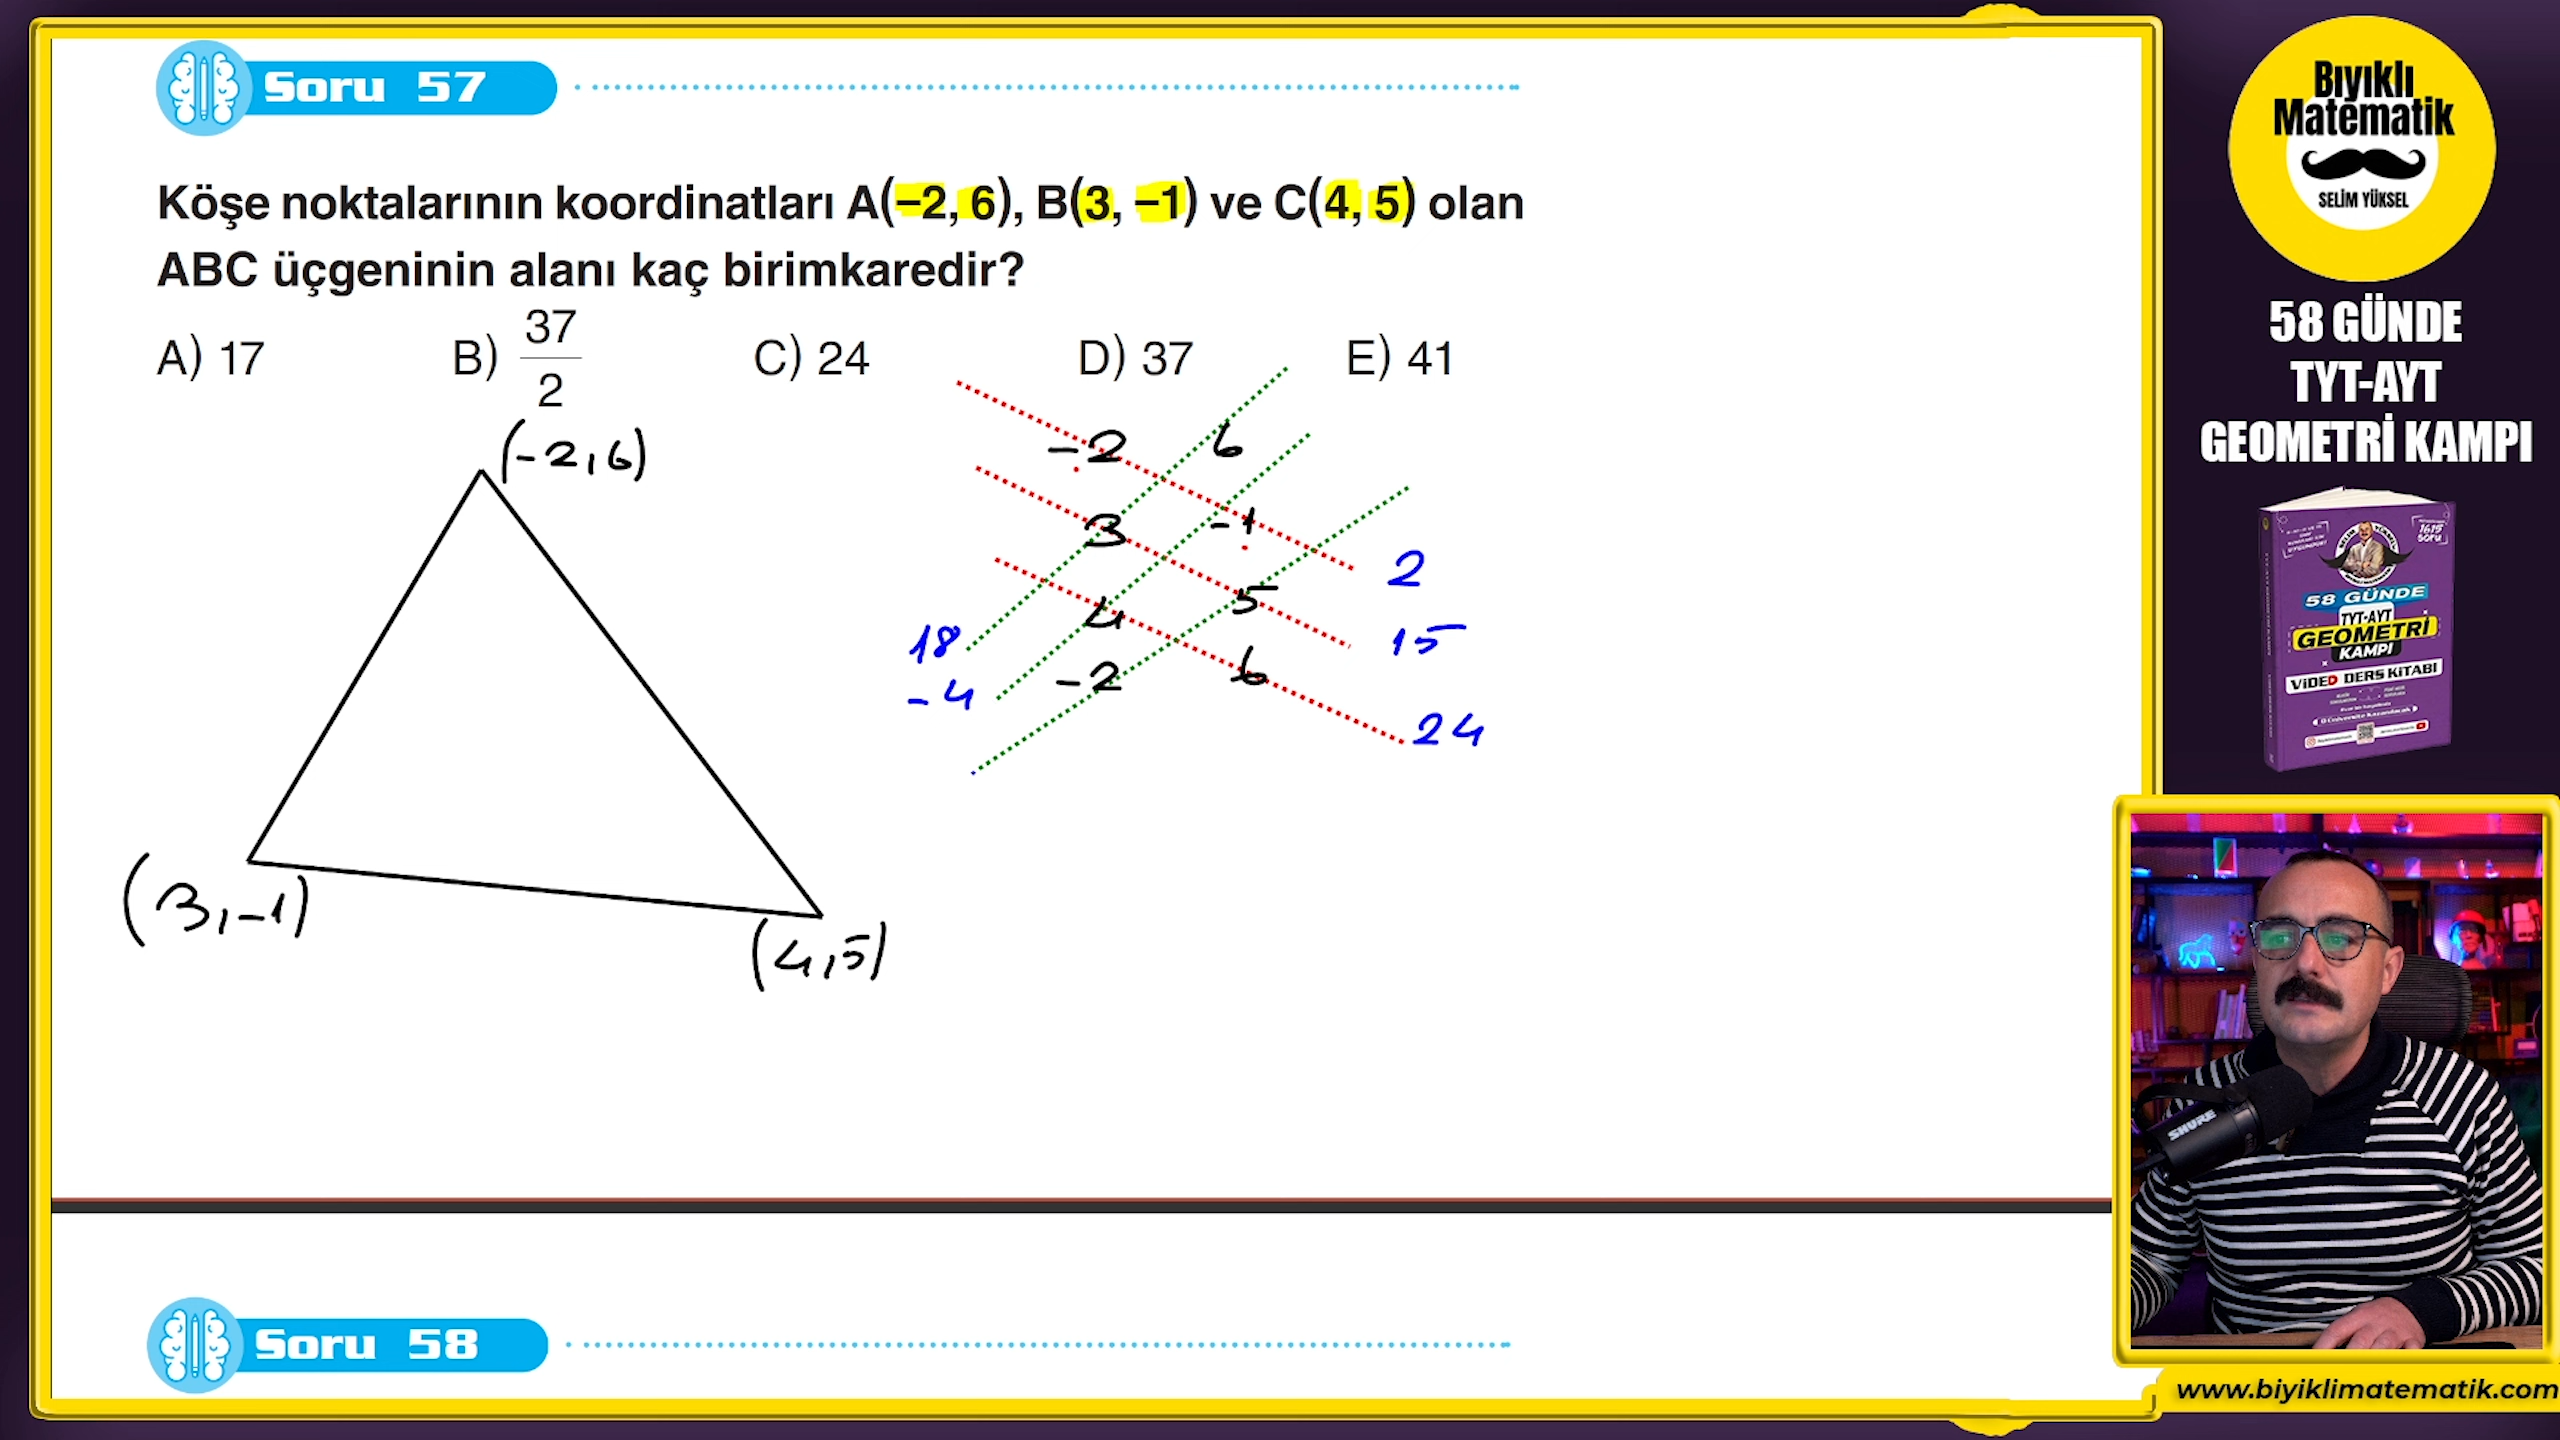 Soru 57
Köşe noktalarının koordinatları A(−2, 6), B(3, −1) ve C(4, 5) olan
ABC üçgeninin alanı kaç birimkaredir?
A) 17 B) 37/2 C) 24 D) 37 E) 41
(-2,6)
(3,-1)
(4,5)
-2 6
3 -1
4 5
-2 6
2
15
24
18
-4
Soru 58
Bıyıklı
Matematik
SELİM YÜKSEL
58 GÜNDE
TYT-AYT
GEOMETRİ KAMPI
1615
SORU
58 GÜNDE
TYT-AYT
GEOMETRİ
KAMPI
VİDEO DERS KİTABI
SHURE
www.biyiklimatematik.com